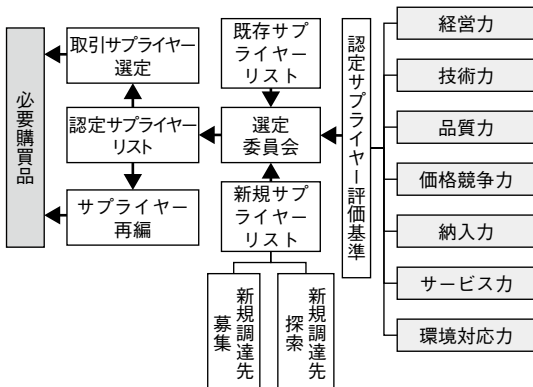 必要購買品
取引サプライヤー
選定
認定サプライヤー
リスト
サプライヤー
再編
既存サプ
ライヤー
リスト
選定
委員会
新規サプ
ライヤー
リスト
新規調達先
募集
新規調達先
探索
認定サプライヤー評価基準
経営力
技術力
品質力
価格競争力
納入力
サービス力
環境対応力